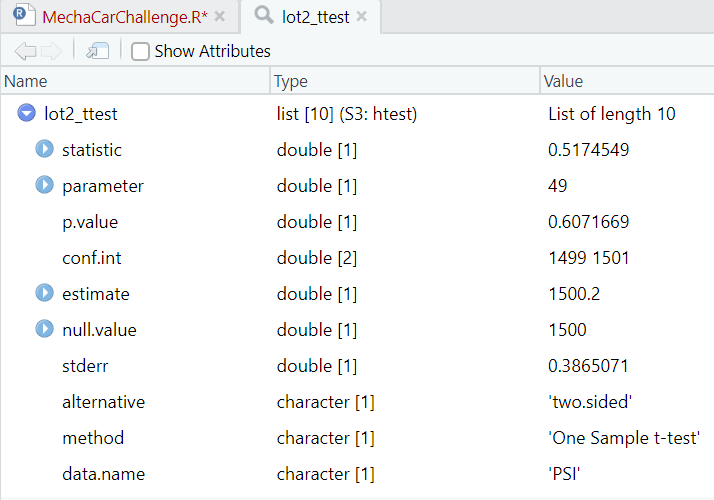 MechaCarChallenge.R* lot2_ttest
Show Attributes
Name Type Value
lot2_ttest list [10] (S3: htest) List of length 10
statistic double [1] 0.5174549
parameter double [1] 49
p.value double [1] 0.6071669
conf.int double [2] 1499 1501
estimate double [1] 1500.2
null.value double [1] 1500
stderr double [1] 0.3865071
alternative character [1] 'two.sided'
method character [1] 'One Sample t-test'
data.name character [1] 'PSI'